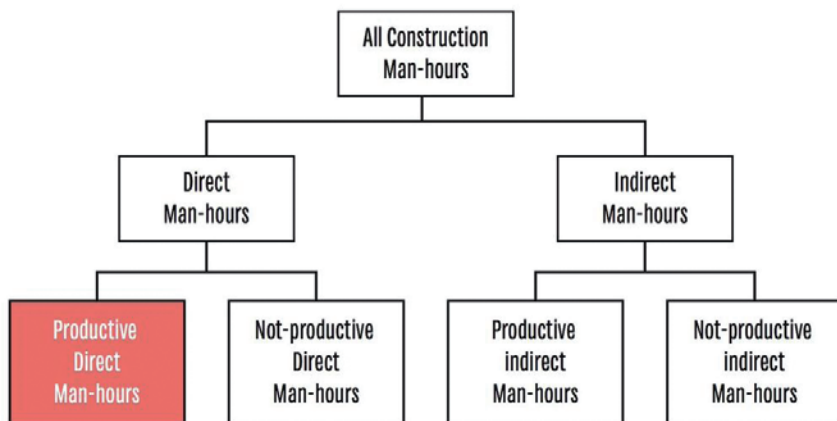 All Construction
Man-hours
Direct
Man-hours
Indirect
Man-hours
Productive
Direct
Man-hours
Not-productive
Direct
Man-hours
Productive
indirect
Man-hours
Not-productive
indirect
Man-hours